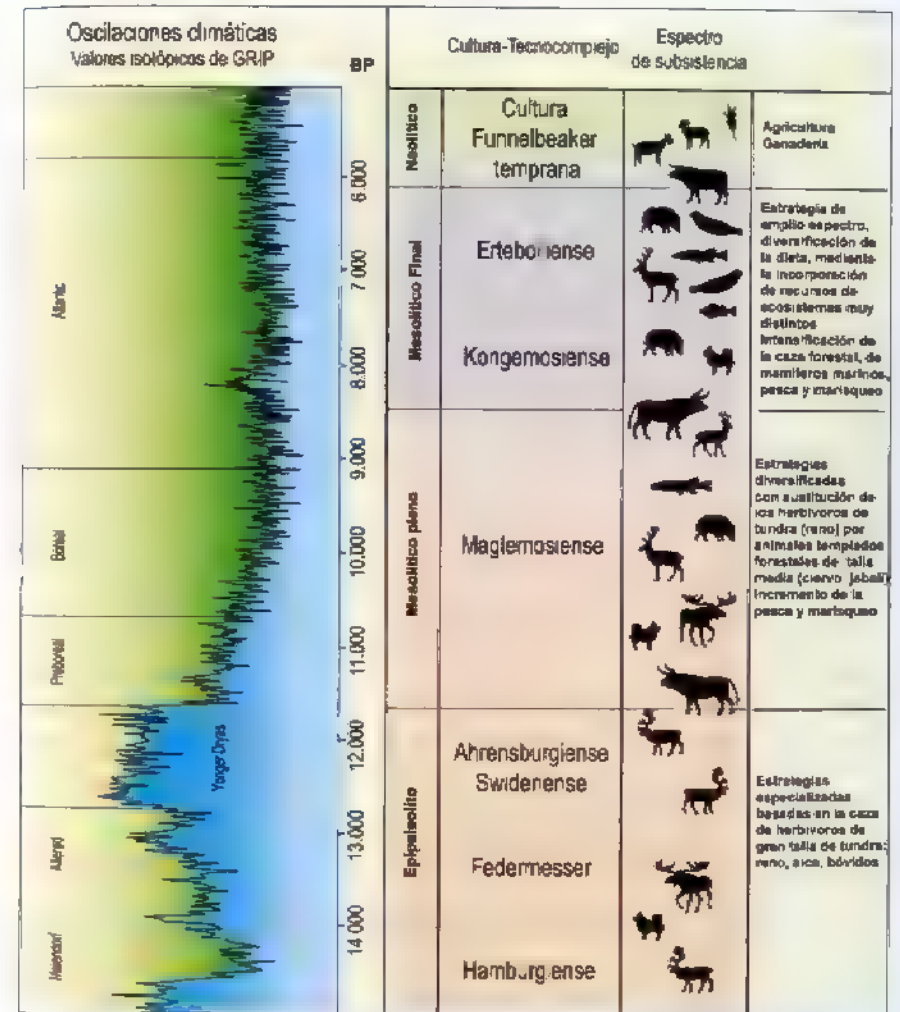 Oscilaciones climáticas
Valores isotópicos de GRIP
BP
Cultura-Tecnocomplejo
Espectro
de subsistencia
Atlantic
Boreal
Preboreal
Yonger Dryas
Allerød
6.000
7 000
8.000
9.000
10.000
11.000
12.000
13.000
14 000
Neolítico
Cultura
Funnelbeaker
temprana
Agricultura
Ganadería
Mesolítico Final
Erteboliense
Kongemosiense
Estrategia de
amplio espectro,
diversificación de
la dieta, mediante
la incorporación
de recursos de
ecosistemas muy
distintos
Intensificación de
la caza forestal, de
mamíferos marinos,
pesca y marisqueo
Mesolítico pleno
Maglemosiense
Estrategias
diversificadas
con sustitución de
los herbívoros de
tundra (reno) por
animales templados
forestales de talla
media (ciervo jabalí)
Incremento de la
pesca y marisqueo
Epipaleolito
Ahrensburgiense
Swiderense
Federmesser
Hamburgiense
Estrategias
especializadas
basadas en la caza
de herbívoros de
gran talla de tundra:
reno, alce, bóvidos